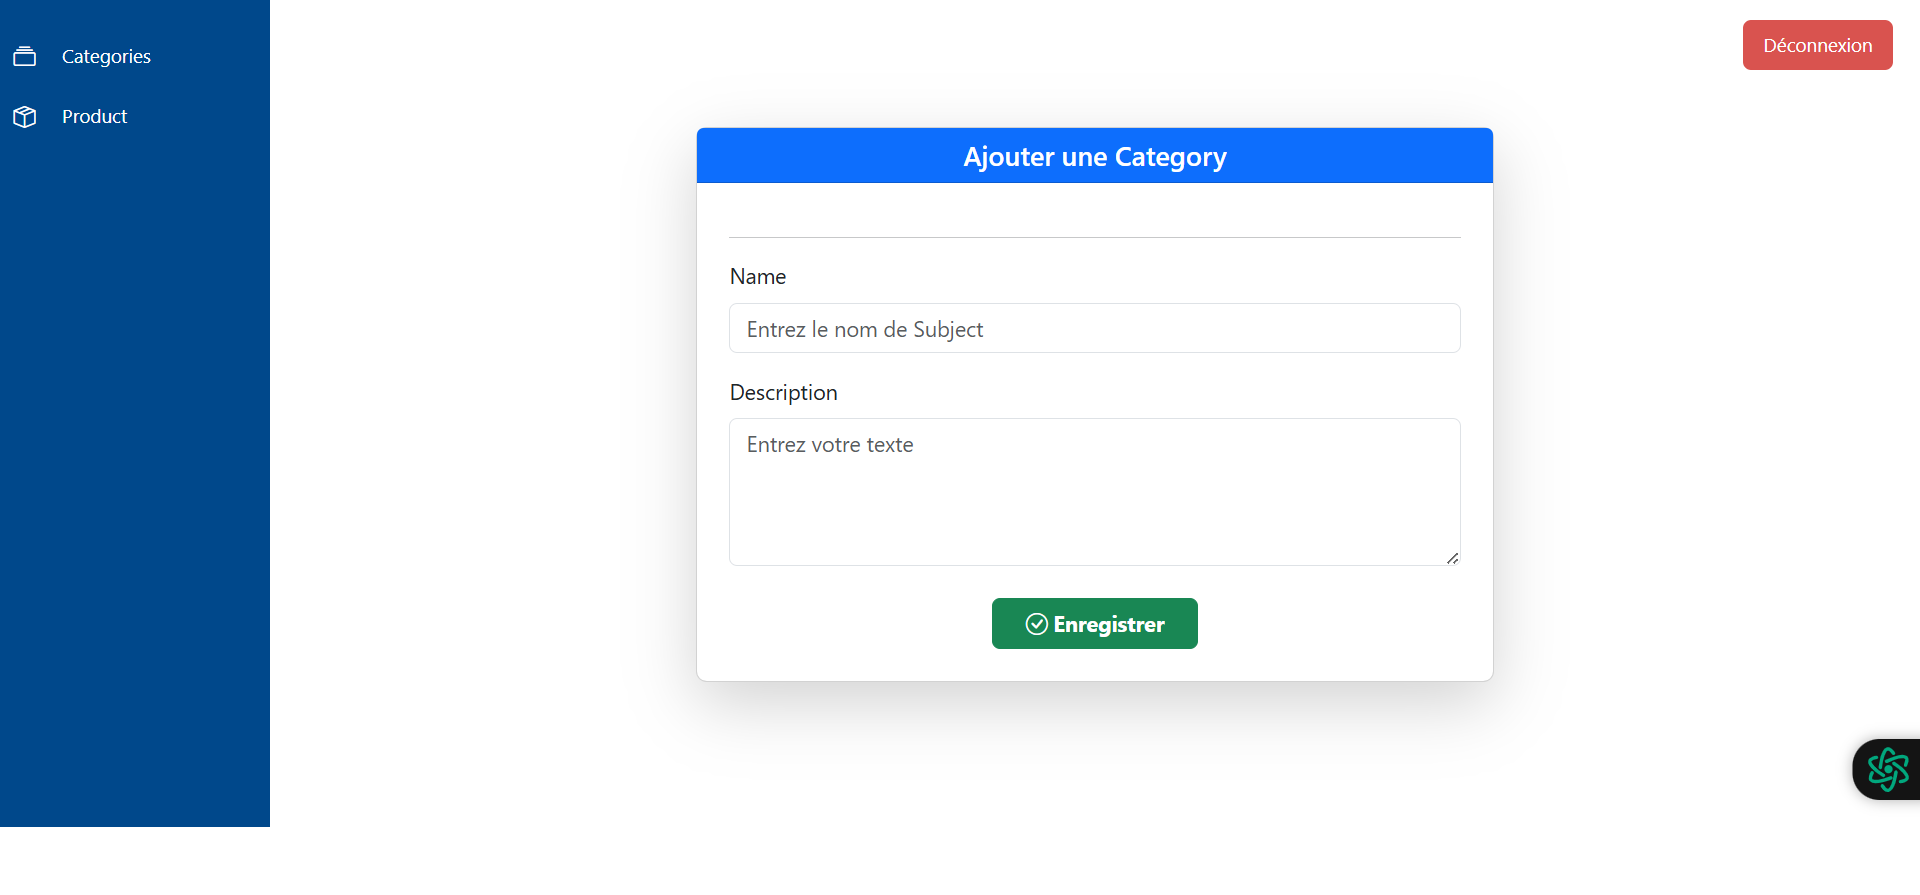 Categories
Product
Déconnexion
Ajouter une Category
Name
Entrez le nom de Subject
Description
Entrez votre texte
Enregistrer